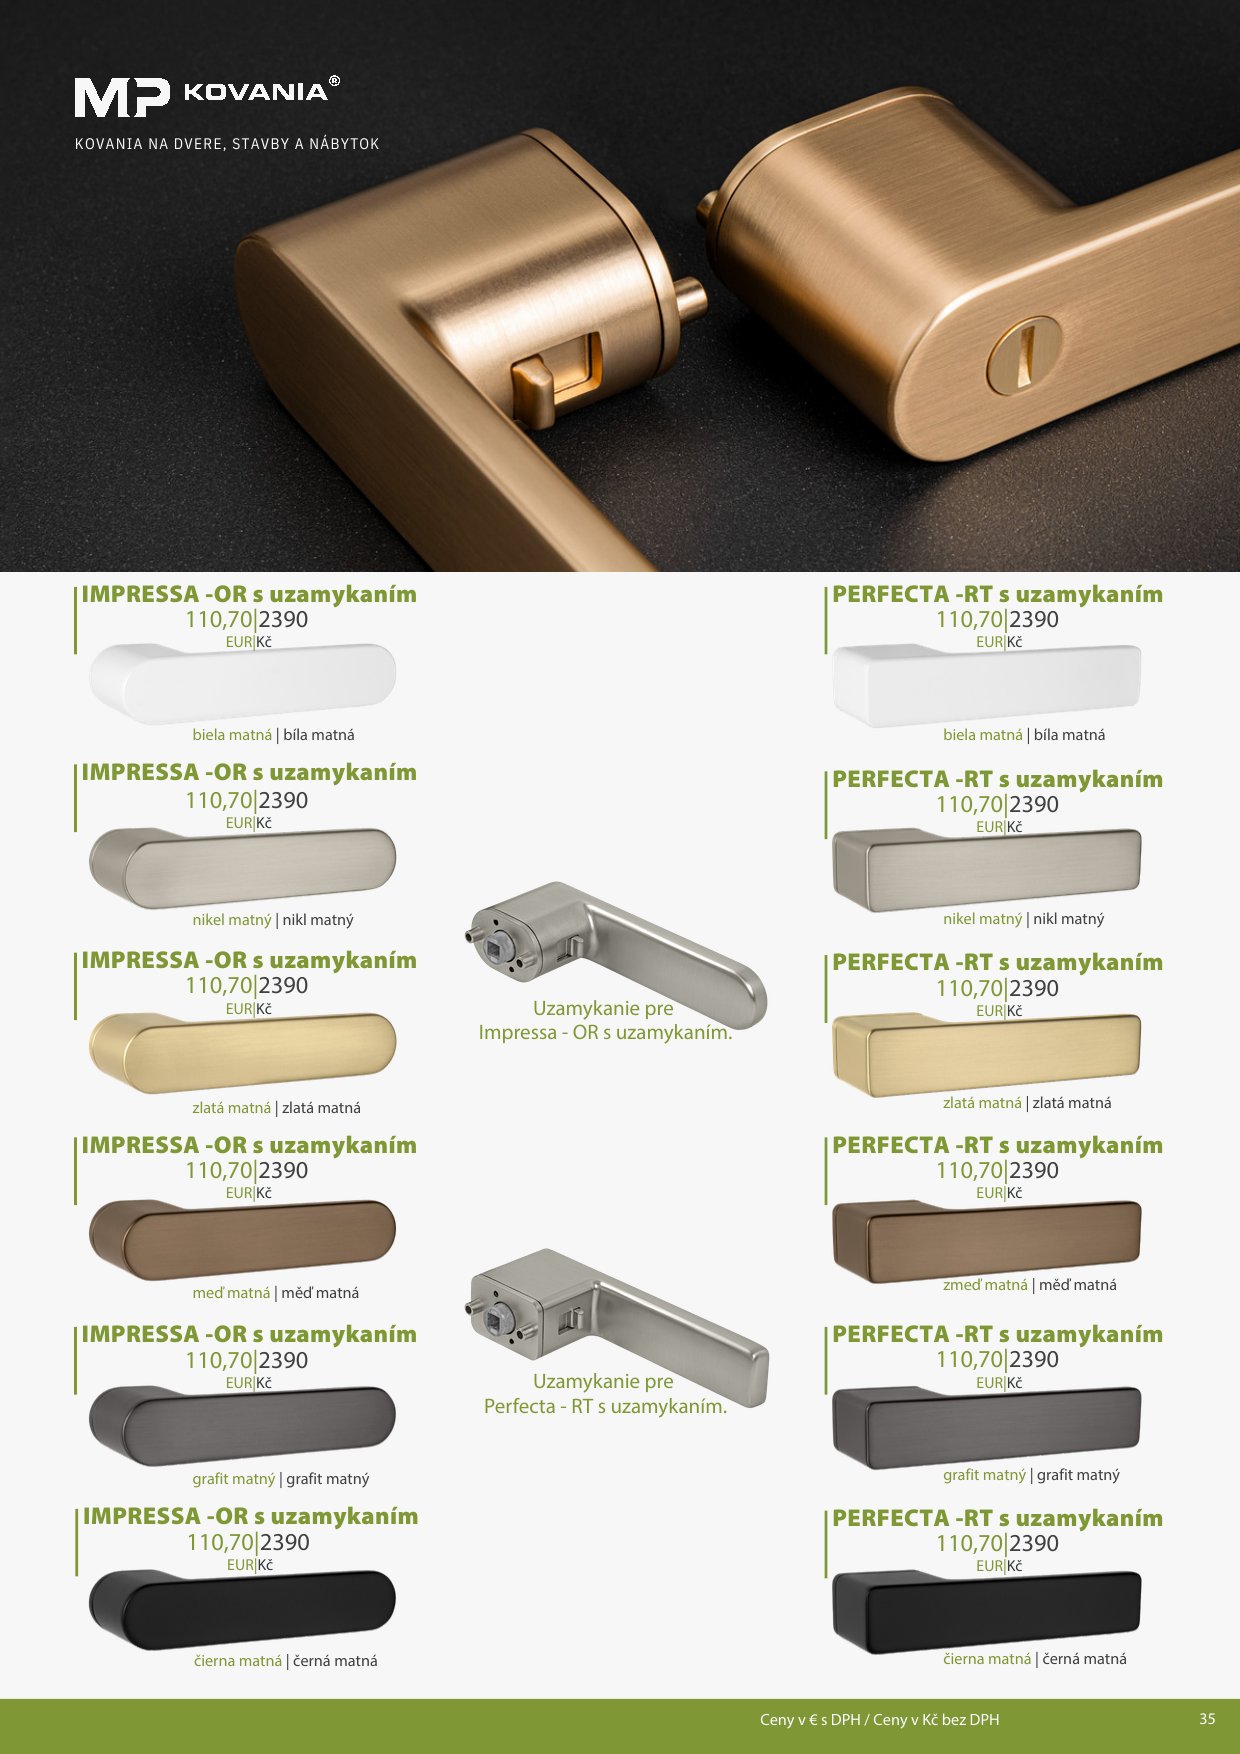 MP KOVANIA®
KOVANIA NA DVERE, STAVBY A NÁBYTOK
IMPRESSA -OR s uzamykaním
110,70|2390
EUR|Kč
biela matná | bíla matná
IMPRESSA -OR s uzamykaním
110,70|2390
EUR|Kč
nikel matný | nikl matný
IMPRESSA -OR s uzamykaním
110,70|2390
EUR|Kč
zlatá matná | zlatá matná
IMPRESSA -OR s uzamykaním
110,70|2390
EUR|Kč
meď matná | měď matná
IMPRESSA -OR s uzamykaním
110,70|2390
EUR|Kč
grafit matný | grafit matný
IMPRESSA -OR s uzamykaním
110,70|2390
EUR|Kč
čierna matná | černá matná
Uzamykanie pre
Impressa - OR s uzamykaním.
Uzamykanie pre
Perfecta - RT s uzamykaním.
PERFECTA -RT s uzamykaním
110,70|2390
EUR|Kč
biela matná | bíla matná
PERFECTA -RT s uzamykaním
110,70|2390
EUR|Kč
nikel matný | nikl matný
PERFECTA -RT s uzamykaním
110,70|2390
EUR|Kč
zlatá matná | zlatá matná
PERFECTA -RT s uzamykaním
110,70|2390
EUR|Kč
zmeď matná | měď matná
PERFECTA -RT s uzamykaním
110,70|2390
EUR|Kč
grafit matný | grafit matný
PERFECTA -RT s uzamykaním
110,70|2390
EUR|Kč
čierna matná | černá matná
Ceny v € s DPH / Ceny v Kč bez DPH
35